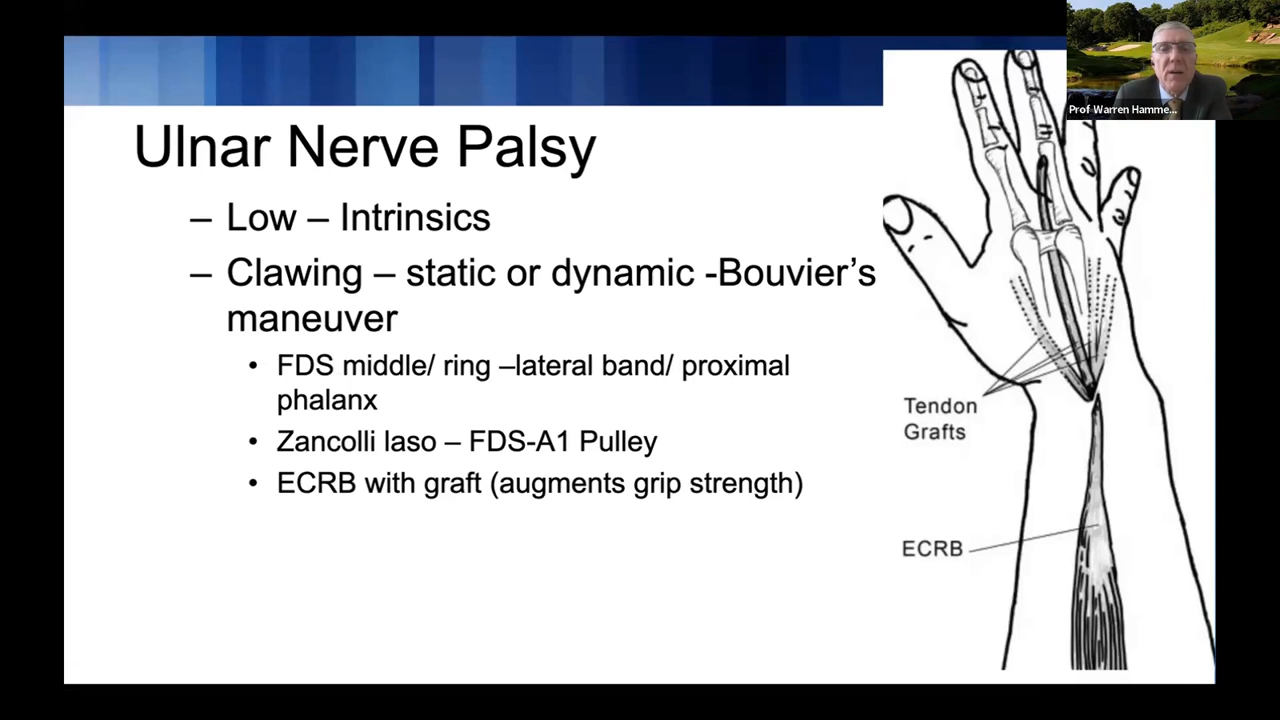 Prof Warren Hamme...
Ulnar Nerve Palsy
– Low – Intrinsics
– Clawing – static or dynamic -Bouvier's
maneuver
• FDS middle/ ring –lateral band/ proximal
phalanx
• Zancolli laso – FDS-A1 Pulley
• ECRB with graft (augments grip strength)
Tendon
Grafts
ECRB